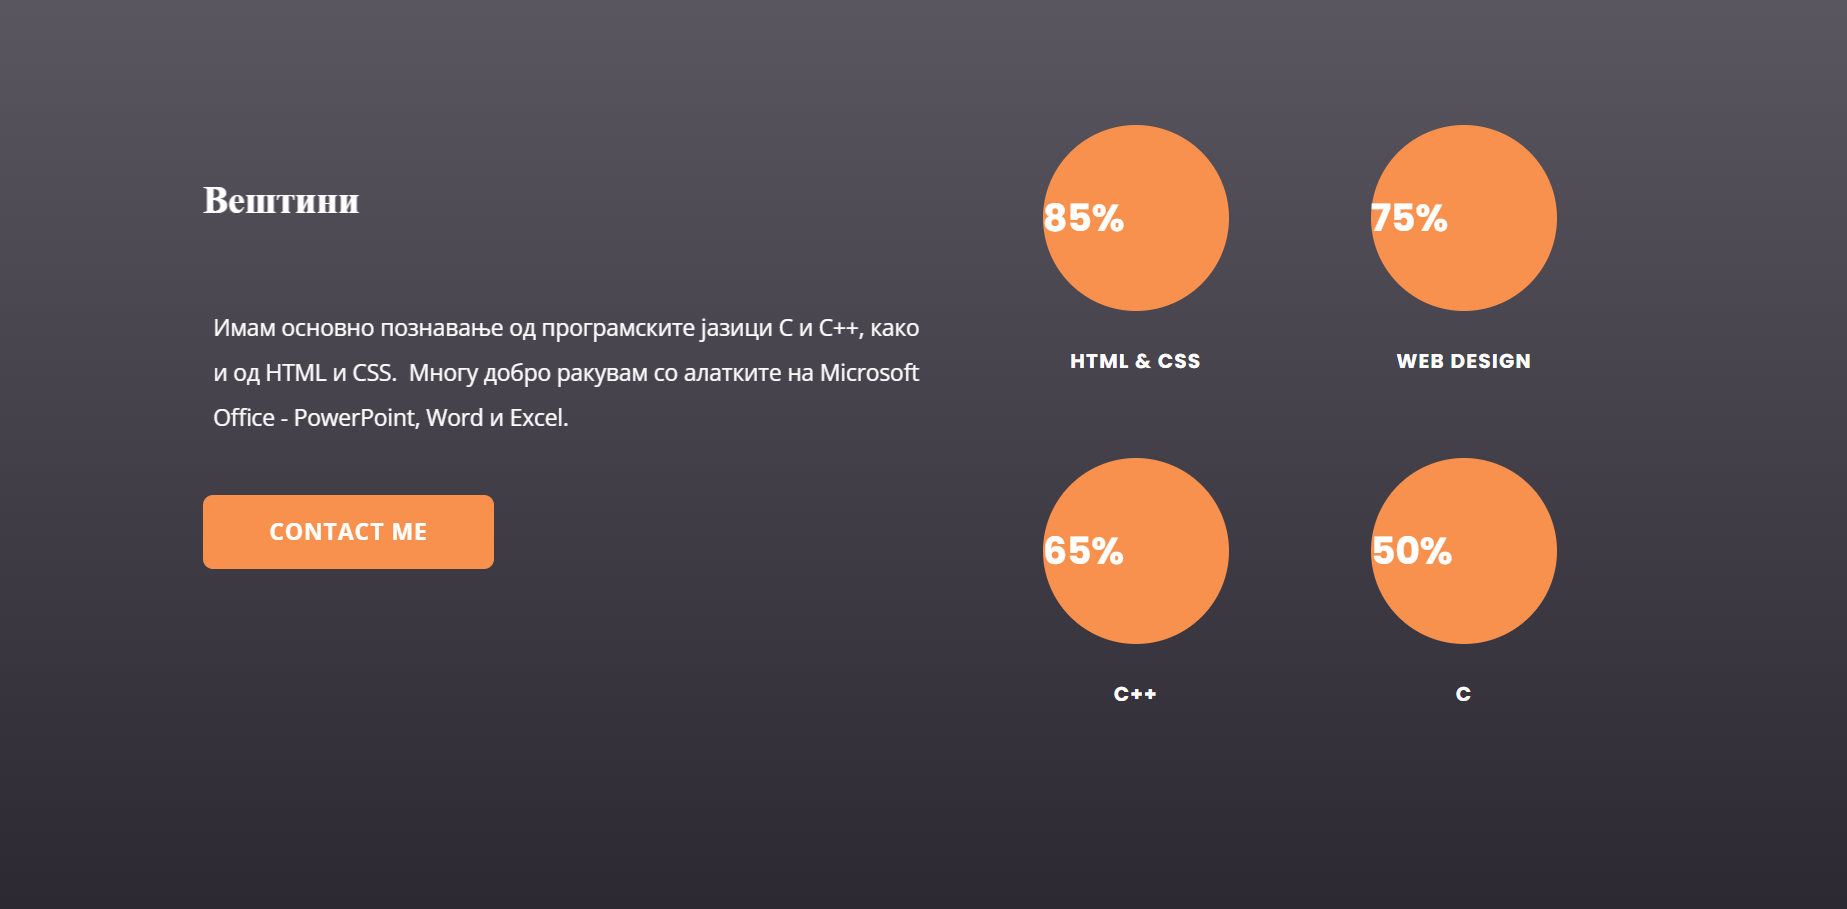 Вештини
Имам основно познавање од програмските јазици C и C++, како
и од HTML и CSS.  Многу добро ракувам со алатките на Microsoft
Office - PowerPoint, Word и Excel.
CONTACT ME
85%
75%
HTML & CSS
WEB DESIGN
65%
50%
C++
C